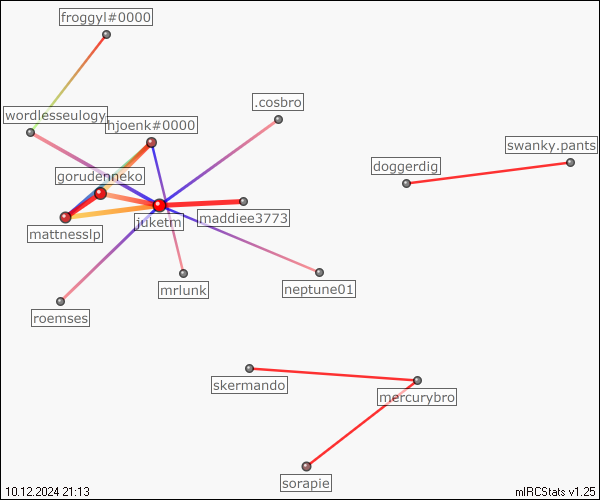 froggyl#0000
wordlesseulogy
.cosbro
hjoenk#0000
swanky.pants
doggerdig
gorudenneko
juketm
maddiee3773
mattnesslp
mrlunk
neptune01
roemses
skermando
mercurybro
sorapie
10.12.2024 21:13
mIRCStats v1.25